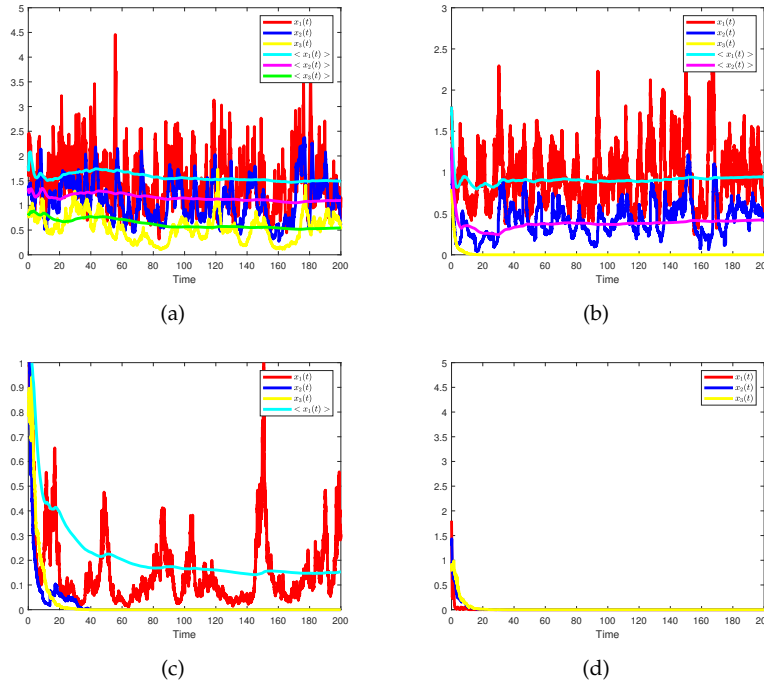 5
4.5
4
3.5
3
2.5
2
1.5
1
0.5
0
0 20 40 60 80 100 120 140 160 180 200
Time
x₁(t)
x₂(t)
x₃(t)
< x₁(t) >
< x₂(t) >
< x₃(t) >
(a)
3
2.5
2
1.5
1
0.5
0
0 20 40 60 80 100 120 140 160 180 200
Time
x₁(t)
x₂(t)
x₃(t)
< x₁(t) >
< x₂(t) >
(b)
1
0.9
0.8
0.7
0.6
0.5
0.4
0.3
0.2
0.1
0
0 20 40 60 80 100 120 140 160 180 200
Time
x₁(t)
x₂(t)
x₃(t)
< x₁(t) >
(c)
5
4.5
4
3.5
3
2.5
2
1.5
1
0.5
0
0 20 40 60 80 100 120 140 160 180 200
Time
x₁(t)
x₂(t)
x₃(t)
(d)